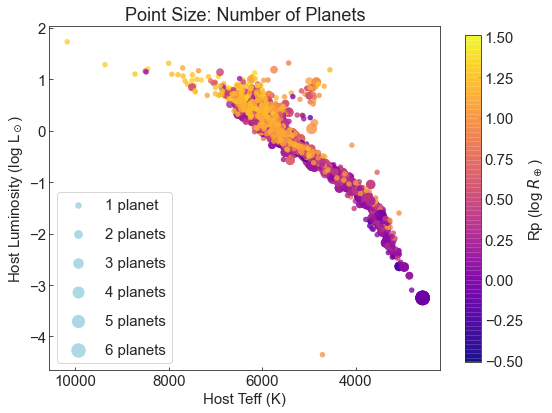 Point Size: Number of Planets
2
1
0
−1
−2
−3
−4
Host Luminosity (log L⊙)
1 planet
2 planets
3 planets
4 planets
5 planets
6 planets
10000
8000
6000
4000
Host Teff (K)
1.50
1.25
1.00
0.75
0.50
0.25
0.00
−0.25
−0.50
Rp (log R⊕)